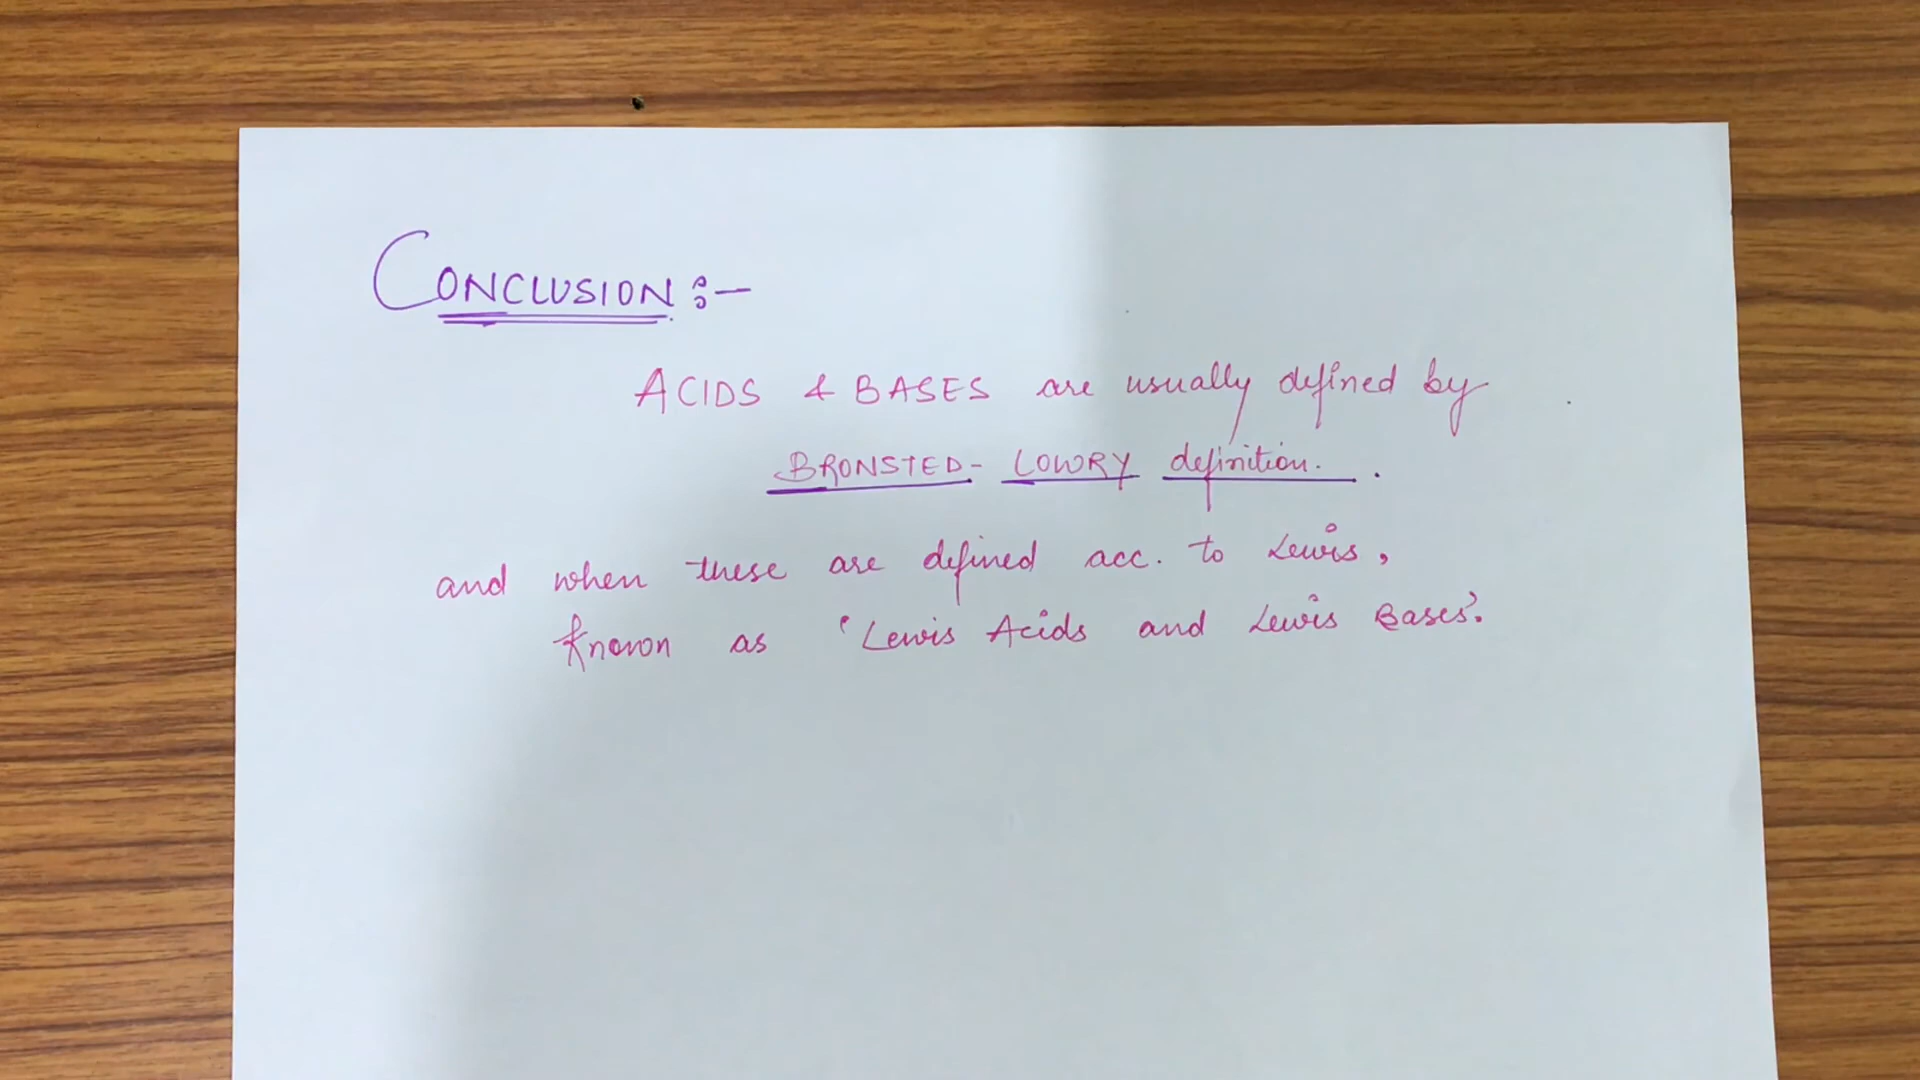 CONCLUSION :-
ACIDS & BASES are usually defined by
BRONSTED- LOWRY definition. .
and when these are defined acc. to Lewis,
known as 'Lewis Acids and Lewis Bases'.